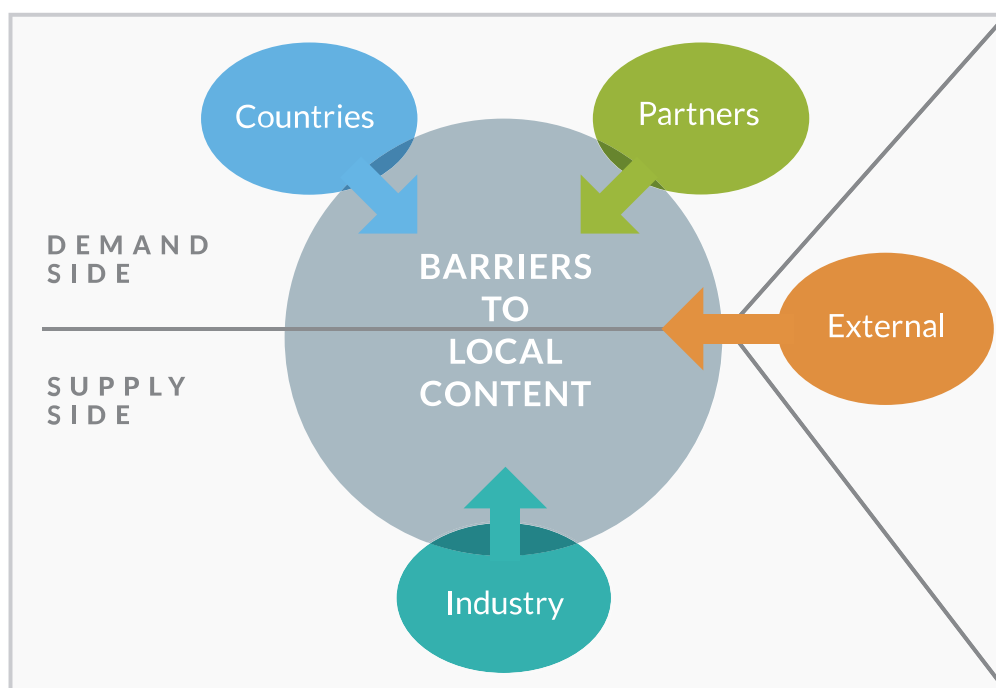 Countries
Partners
DEMAND
SIDE
BARRIERS
TO
LOCAL
CONTENT
External
SUPPLY
SIDE
Industry